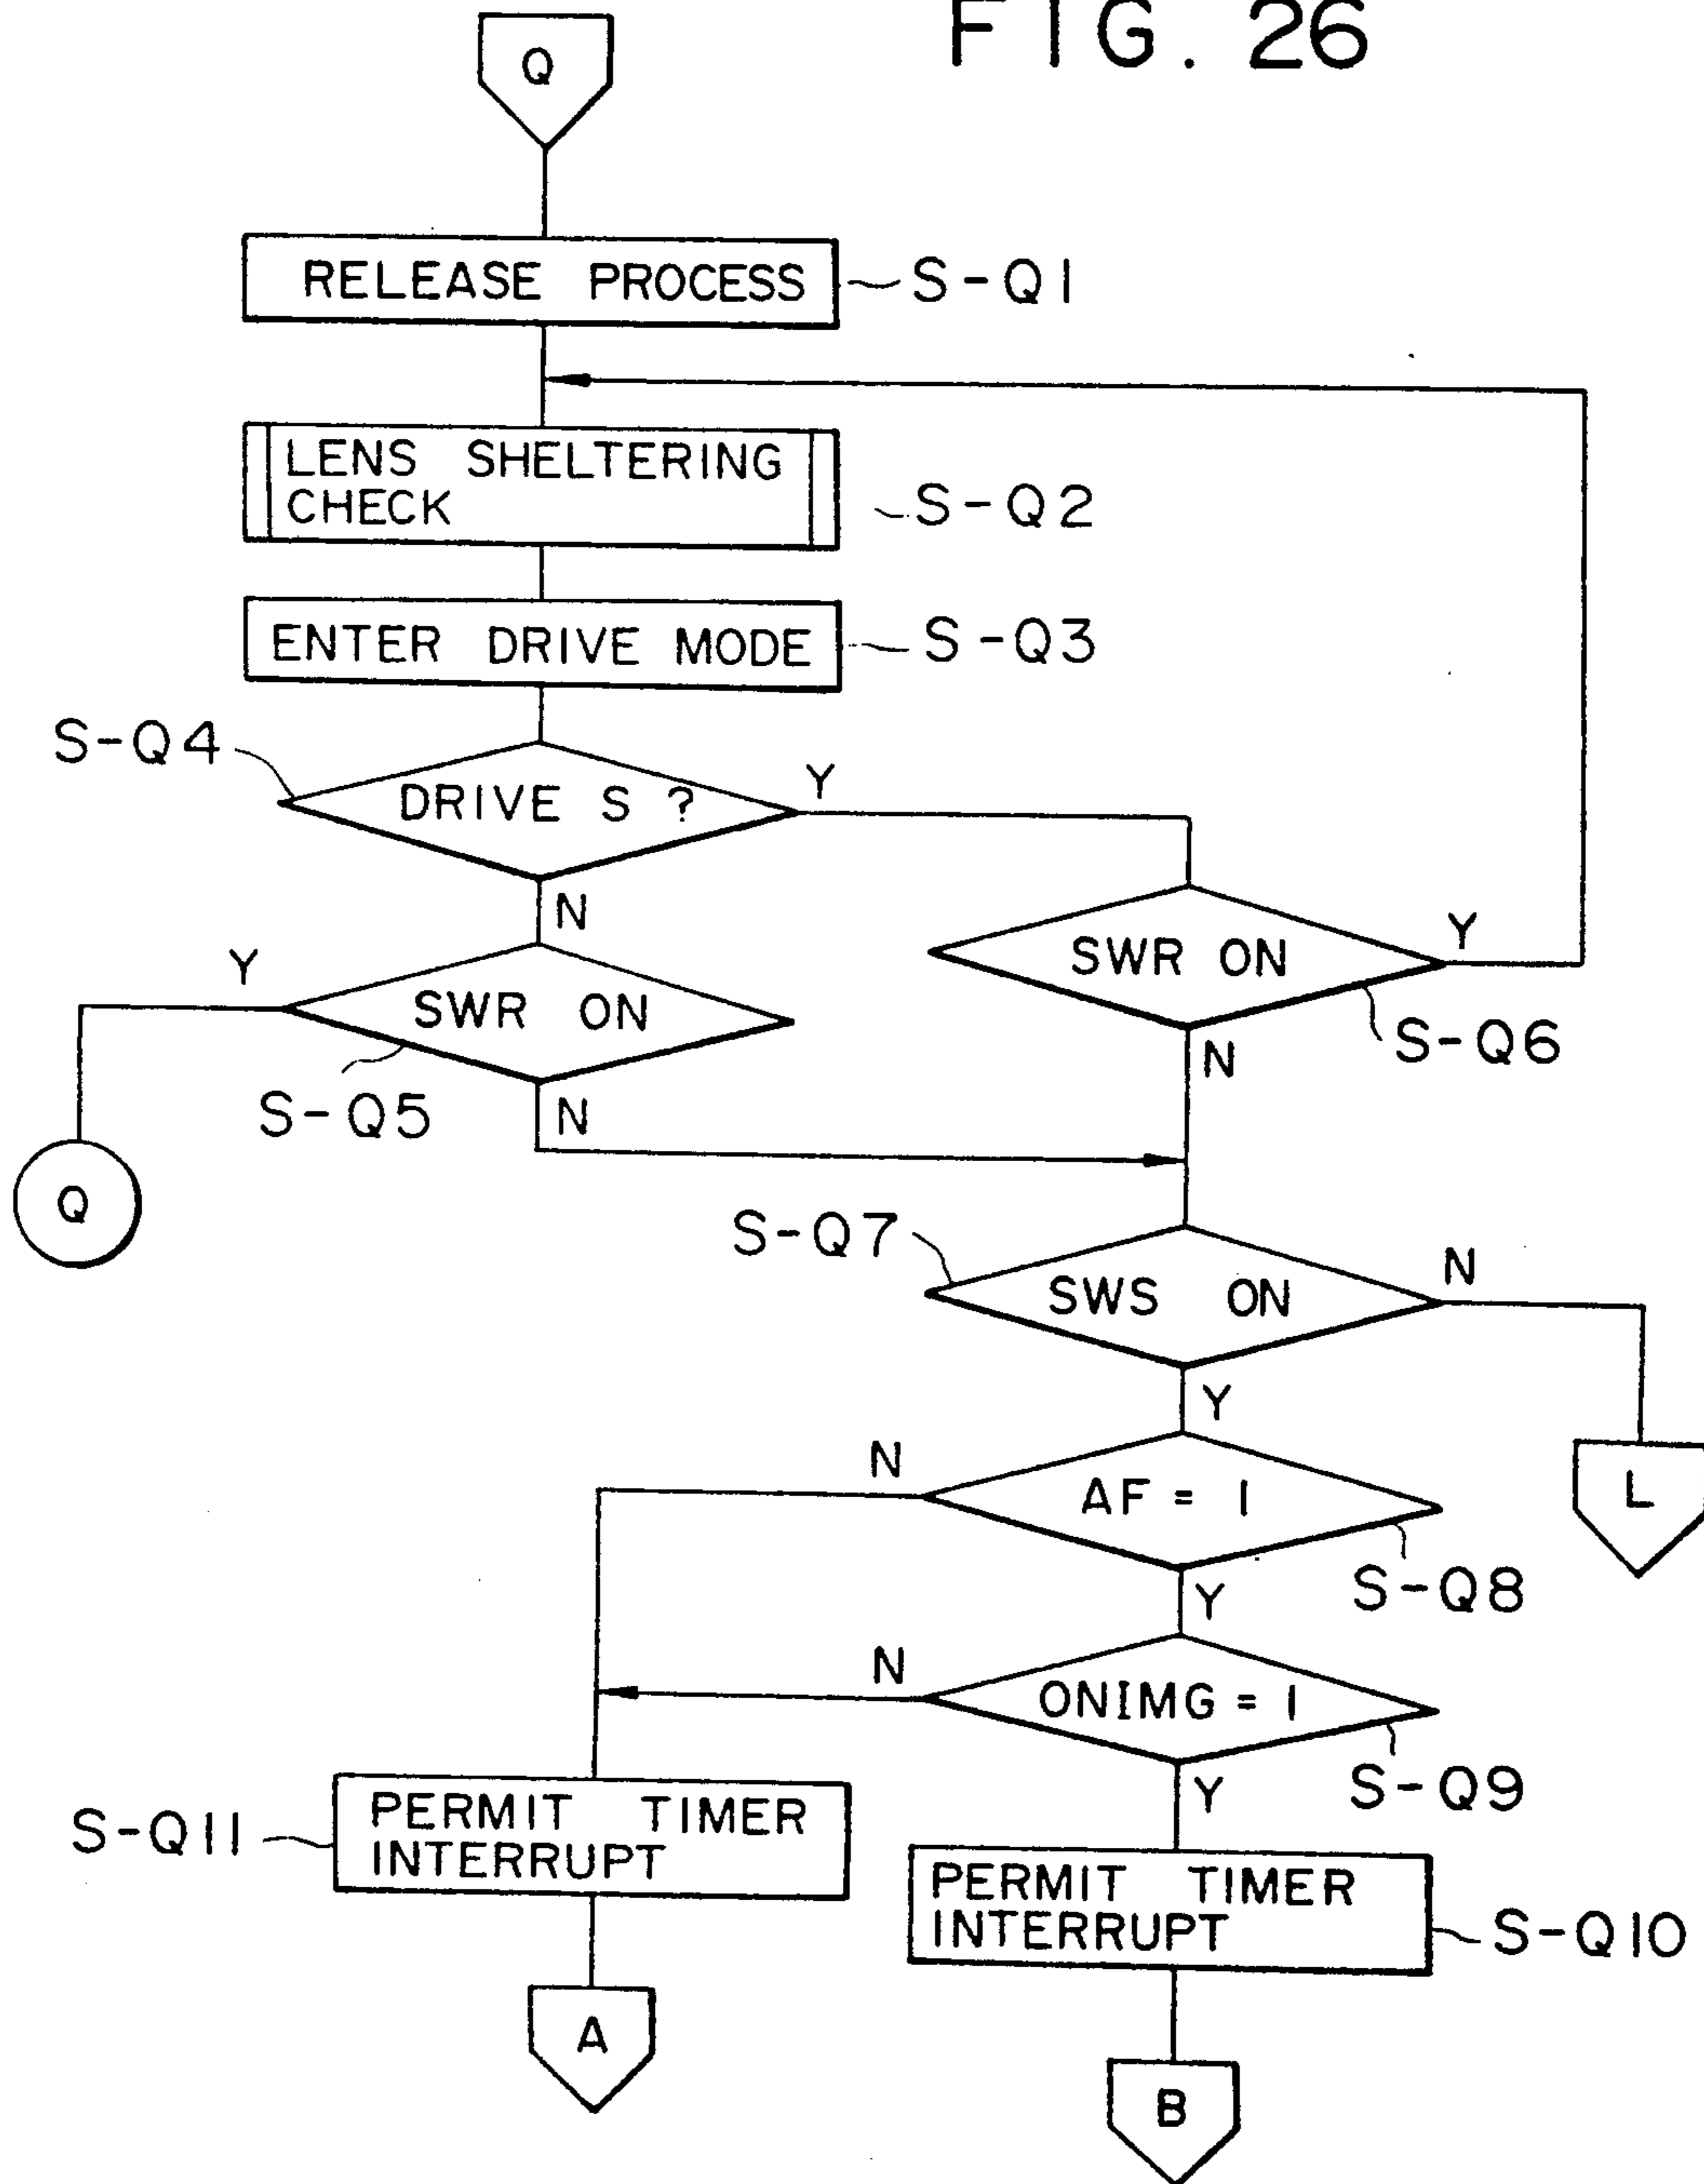 FIG. 26
Q
RELEASE PROCESS
S-Q1
LENS SHELTERING
CHECK
S-Q2
ENTER DRIVE MODE
S-Q3
S-Q4
DRIVE S ?
Y
N
Y
SWR ON
S-Q5
N
Q
SWR ON
Y
S-Q6
N
S-Q7
SWS ON
N
L
Y
N
AF = 1
S-Q8
Y
N
ONIMG = 1
S-Q9
Y
S-Q11
PERMIT TIMER
INTERRUPT
A
PERMIT TIMER
INTERRUPT
S-Q10
B